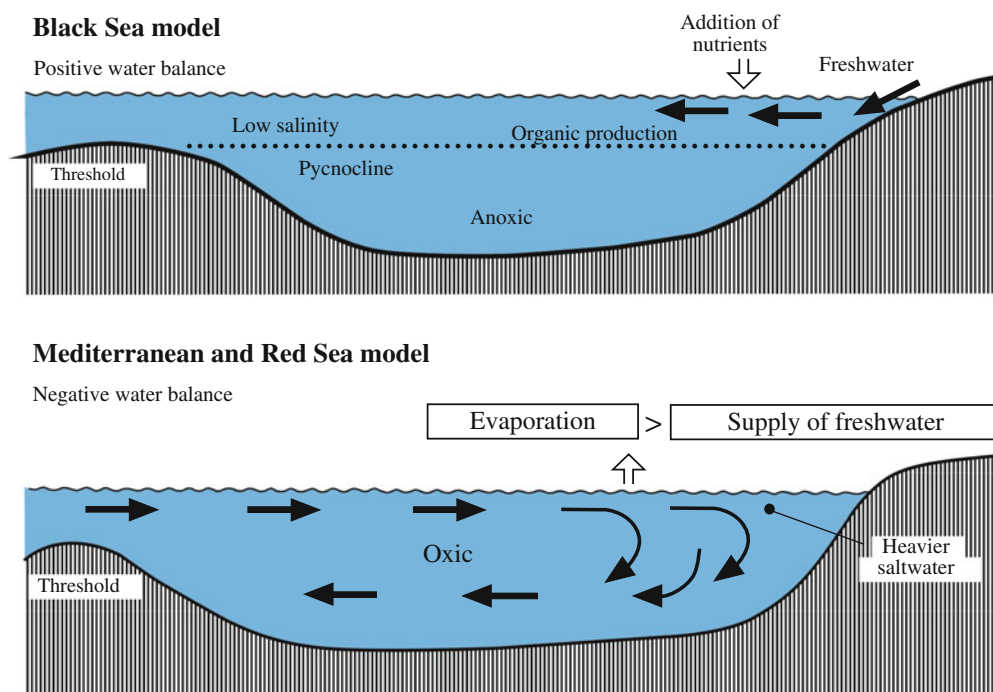 Black Sea model
Positive water balance
Addition of
nutrients
Freshwater
Low salinity
Organic production
Threshold
Pycnocline
Anoxic
Mediterranean and Red Sea model
Negative water balance
Evaporation > Supply of freshwater
Oxic
Heavier
saltwater
Threshold